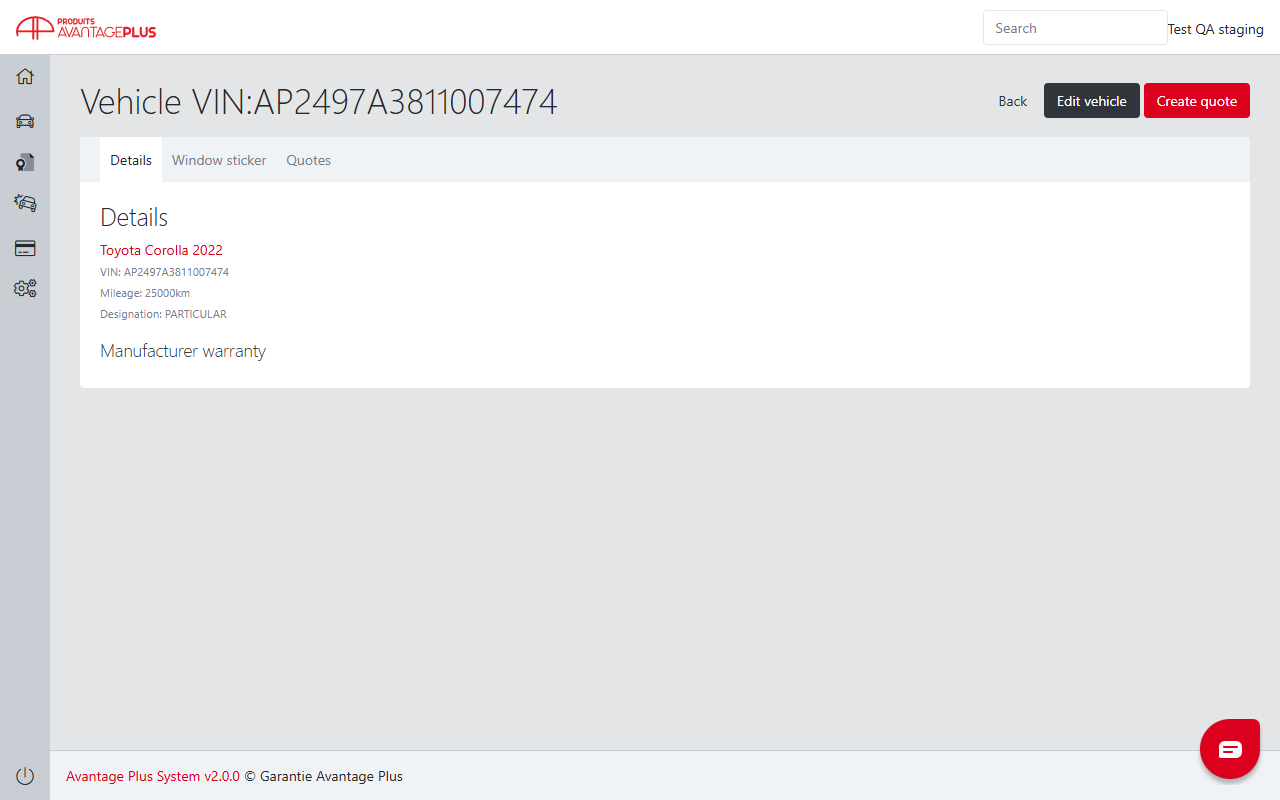 PRODUITS
AVANTAGEPLUS
Search
Test QA staging
Vehicle VIN:AP2497A3811007474
Back
Edit vehicle
Create quote
Details
Window sticker
Quotes
Details
Toyota Corolla 2022
VIN: AP2497A3811007474
Mileage: 25000km
Designation: PARTICULAR
Manufacturer warranty
Avantage Plus System v2.0.0 © Garantie Avantage Plus